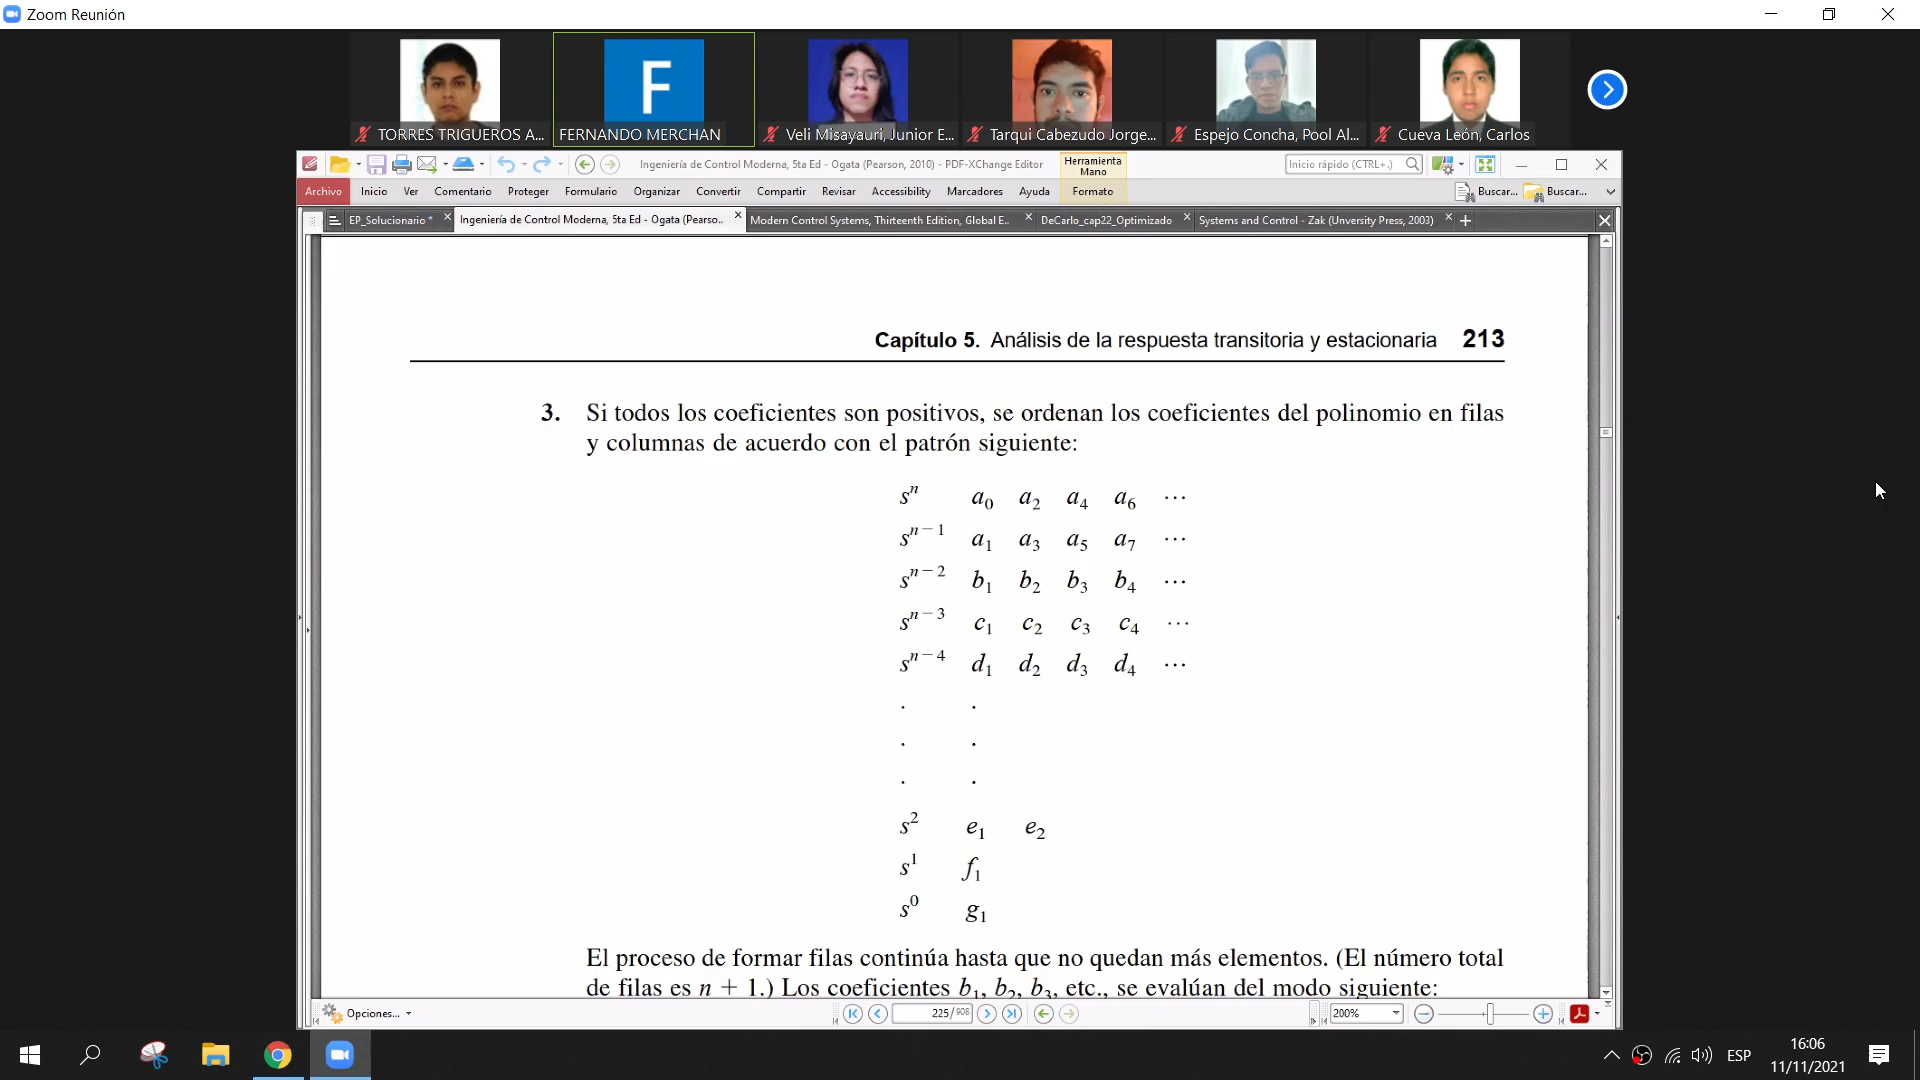 Zoom Reunión
F
TORRES TRIGUEROS A...
FERNANDO MERCHAN
Veli Misayauri, Junior E...
Tarqui Cabezudo Jorge...
Espejo Concha, Pool Al...
Cueva León, Carlos
Ingeniería de Control Moderna, 5ta Ed - Ogata (Pearson, 2010) - PDF-XChange Editor
Herramienta
Mano
Inicio rápido (CTRL+.)
Archivo Inicio Ver Comentario Proteger Formulario Organizar Convertir Compartir Revisar Accessibility Marcadores Ayuda Formato Buscar... Buscar...
EP_Solucionario *
Ingeniería de Control Moderna, 5ta Ed - Ogata (Pearso..
Modern Control Systems, Thirteenth Edition, Global E..
DeCarlo_cap22_Optimizado
Systems and Control - Zak (Unversity Press, 2003)
Capítulo 5. Análisis de la respuesta transitoria y estacionaria 213
3. Si todos los coeficientes son positivos, se ordenan los coeficientes del polinomio en filas
y columnas de acuerdo con el patrón siguiente:
sⁿ a₀ a₂ a₄ a₆ ⋯
sⁿ⁻¹ a₁ a₃ a₅ a₇ ⋯
sⁿ⁻² b₁ b₂ b₃ b₄ ⋯
sⁿ⁻³ c₁ c₂ c₃ c₄ ⋯
sⁿ⁻⁴ d₁ d₂ d₃ d₄ ⋯
. .
. .
. .
s² e₁ e₂
s¹ f₁
s⁰ g₁
El proceso de formar filas continúa hasta que no quedan más elementos. (El número total
de filas es n + 1.) Los coeficientes b₁, b₂, b₃, etc., se evalúan del modo siguiente:
Opciones...
225/908
200%
ESP
16:06
11/11/2021